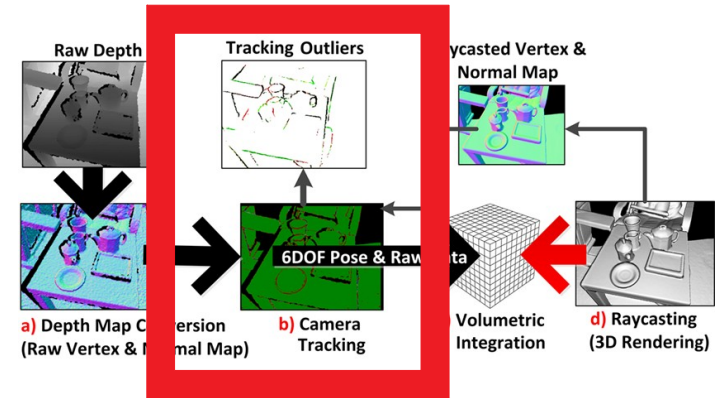 Raw Depth
Tracking Outliers
ycasted Vertex &
Normal Map
6DOF Pose & Raw
ata
a) Depth Map C
ersion
(Raw Vertex & N
mal Map)
b) Camera
Tracking
Volumetric
Integration
d) Raycasting
(3D Rendering)